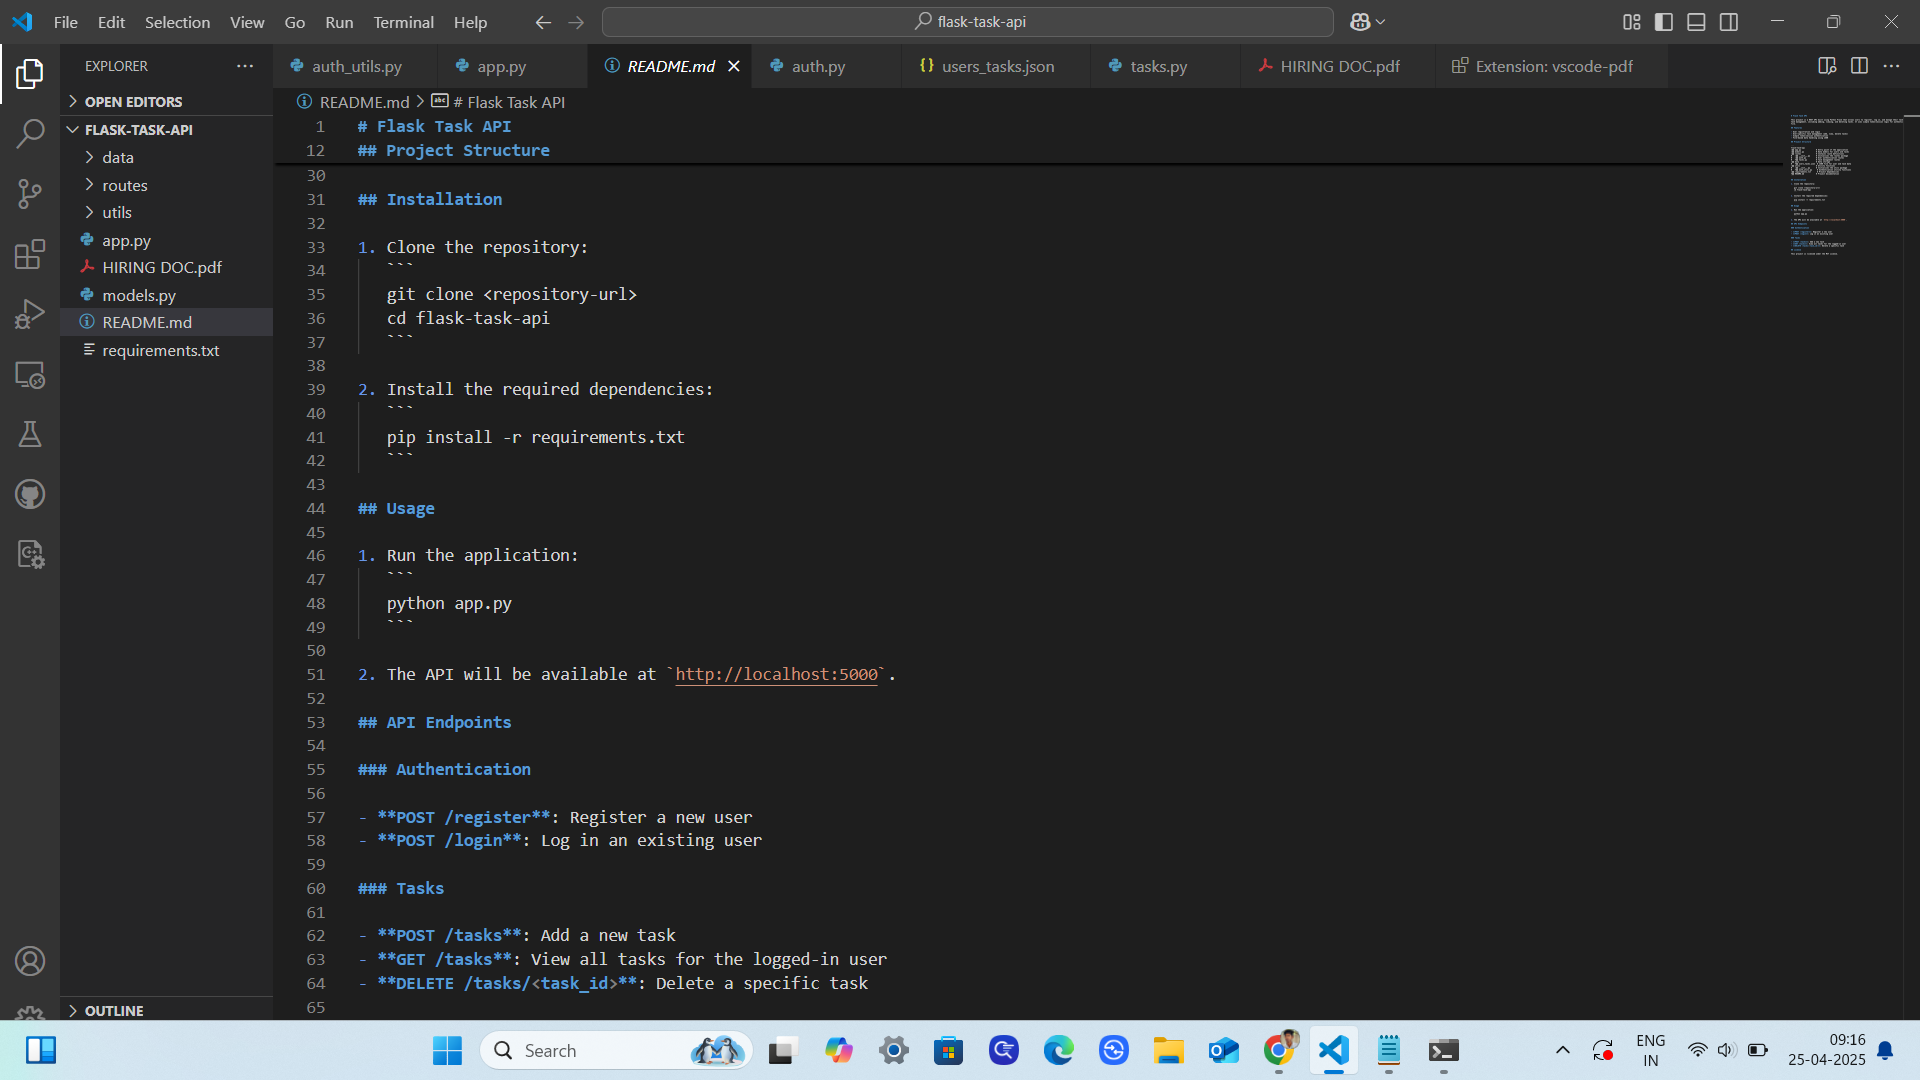 File Edit Selection View Go Run Terminal Help
flask-task-api
EXPLORER
OPEN EDITORS
FLASK-TASK-API
data
routes
utils
app.py
HIRING DOC.pdf
models.py
README.md
requirements.txt
OUTLINE
auth_utils.py
app.py
README.md
auth.py
users_tasks.json
tasks.py
HIRING DOC.pdf
Extension: vscode-pdf
README.md > # Flask Task API
1 # Flask Task API
12 ## Project Structure
30
31 ## Installation
32
33 1. Clone the repository:
34 ```
35 git clone <repository-url>
36 cd flask-task-api
37 ```
38
39 2. Install the required dependencies:
40 ```
41 pip install -r requirements.txt
42 ```
43
44 ## Usage
45
46 1. Run the application:
47 ```
48 python app.py
49 ```
50
51 2. The API will be available at `http://localhost:5000`.
52
53 ## API Endpoints
54
55 ### Authentication
56
57 - **POST /register**: Register a new user
58 - **POST /login**: Log in an existing user
59
60 ### Tasks
61
62 - **POST /tasks**: Add a new task
63 - **GET /tasks**: View all tasks for the logged-in user
64 - **DELETE /tasks/<task_id>**: Delete a specific task
65
Search
ENG
IN
09:16
25-04-2025